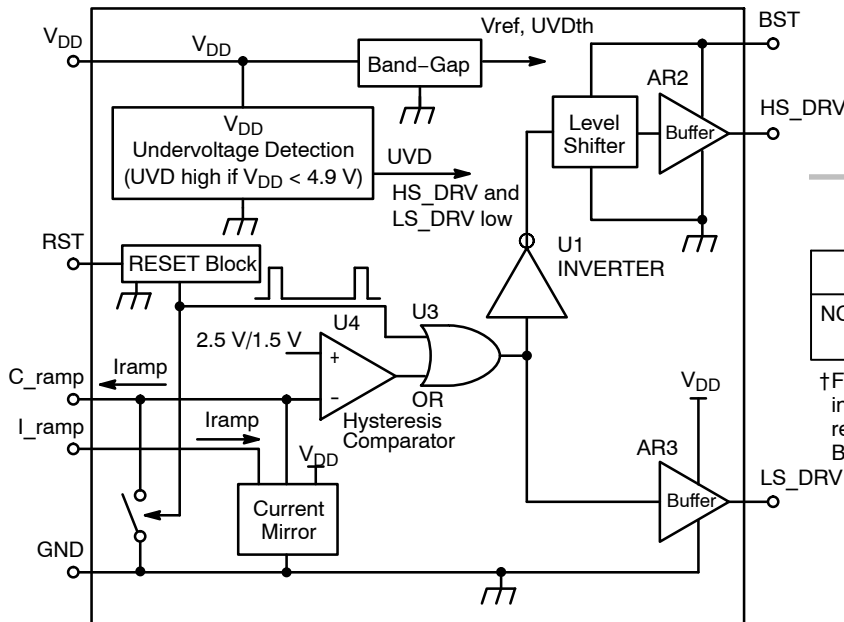 BST
Vref, UVDth
VDD
VDD
Band–Gap
AR2
HS_DRV
Level
Shifter
Buffer
VDD
Undervoltage Detection
(UVD high if VDD < 4.9 V)
UVD
HS_DRV and
LS_DRV low
RST
RESET Block
U1
INVERTER
U4
U3
2.5 V/1.5 V
+
–
OR
Hysteresis
Comparator
C_ramp
Iramp
I_ramp
Iramp
VDD
VDD
Current
Mirror
AR3
Buffer
LS_DRV
GND
†F
in
re
B